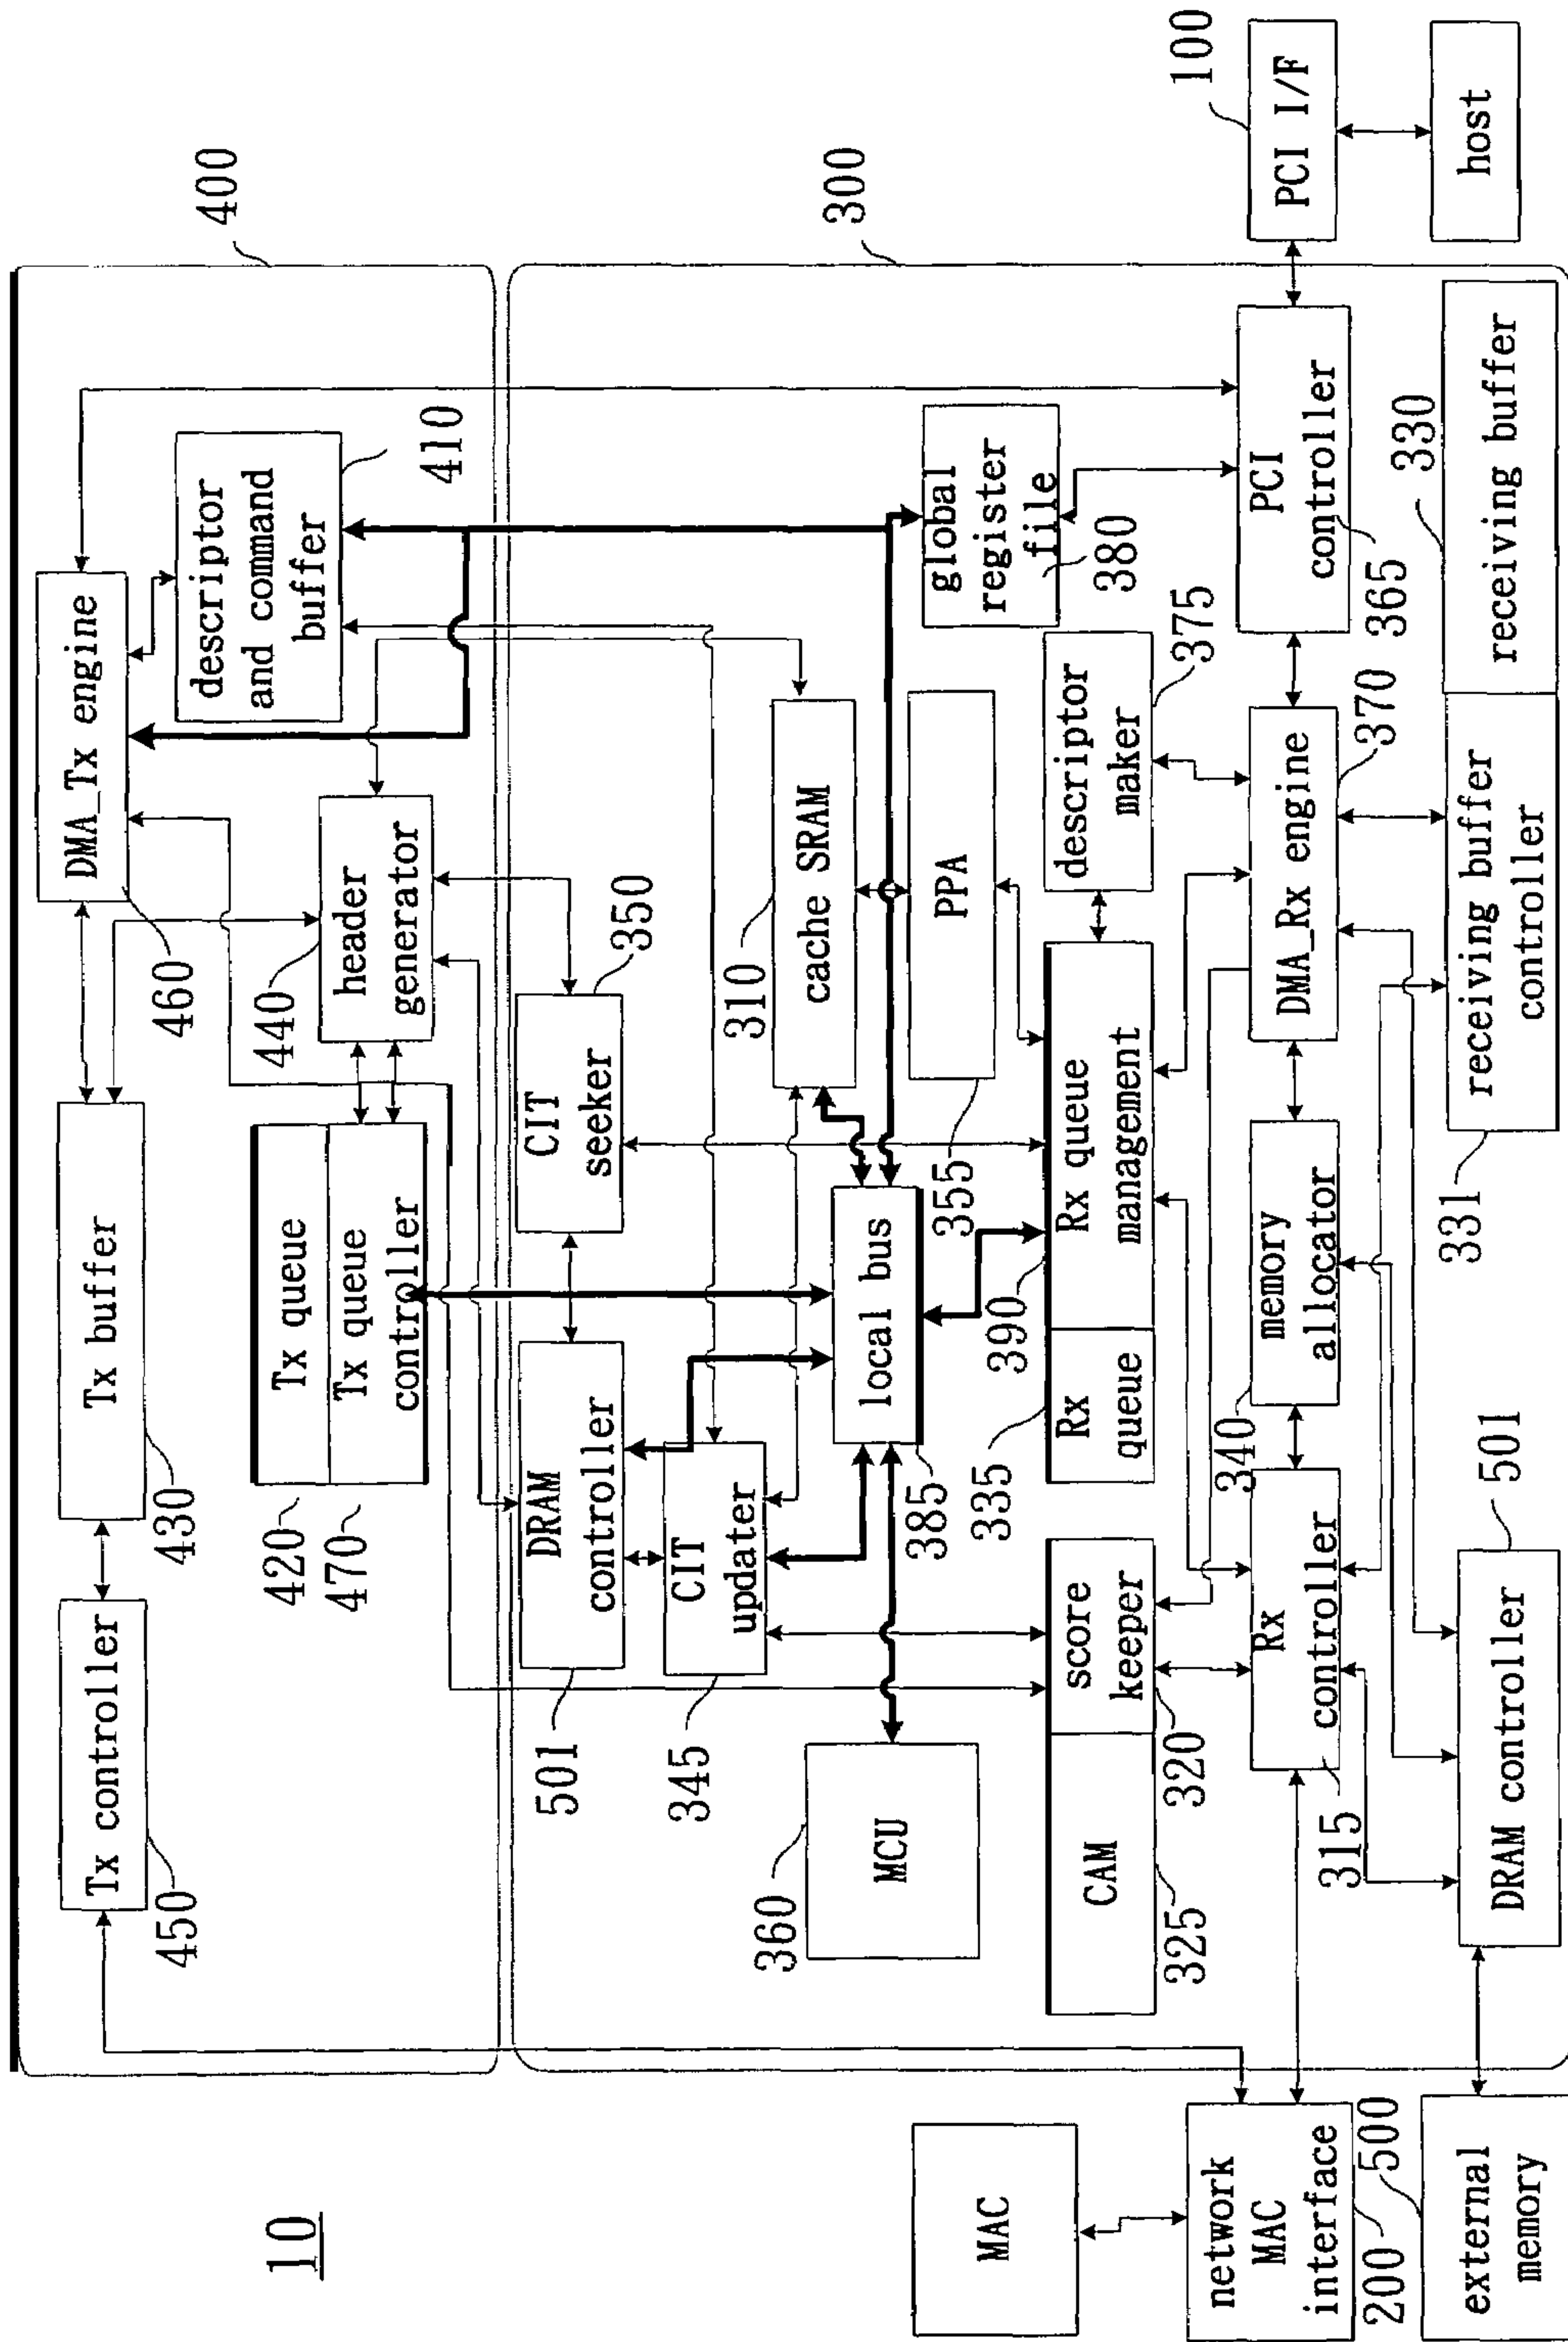 10
400
Tx controller
450
Tx buffer
430
DMA_Tx engine
460
descriptor
and command
buffer
410
Tx queue
420
Tx queue
controller
470
header
generator
440
300
DRAM
controller
501
CIT
seeker
350
CIT
updater
345
cache SRAM
310
MCU
360
local bus
385
PPA
355
global
register
file
380
CAM
325
score
keeper
320
Rx
queue
335
Rx queue
management
390
descriptor
maker
375
MAC
network
MAC
interface
200
Rx
controller
315
memory
allocator
340
DMA_Rx engine
370
PCI
controller
365
PCI I/F
100
host
external
memory
500
DRAM controller
501
receiving buffer
controller
331
receiving buffer
330